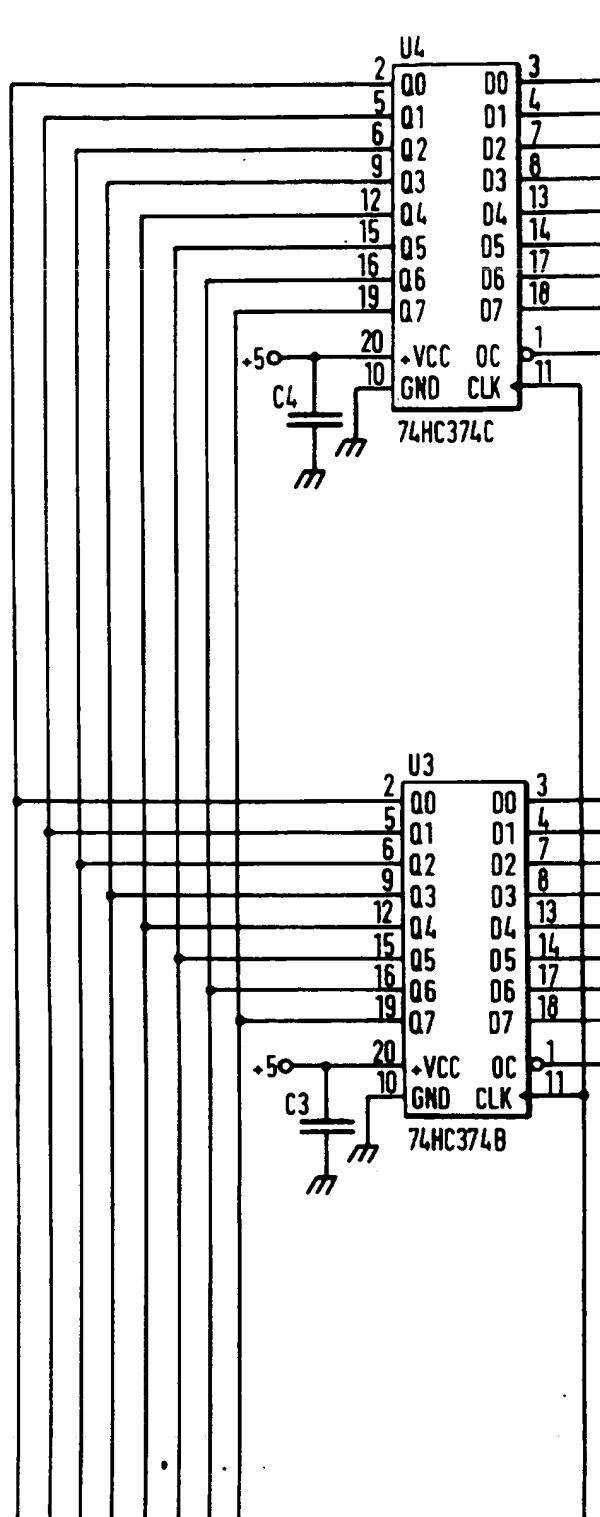 U4
2 Q0 D0 3
5 Q1 D1 4
6 Q2 D2 7
9 Q3 D3 8
12 Q4 D4 13
15 Q5 D5 14
16 Q6 D6 17
19 Q7 D7 18
+5 20 +VCC OC 1
C4 10 GND CLK 11
74HC374C
U3
2 Q0 D0 3
5 Q1 D1 4
6 Q2 D2 7
9 Q3 D3 8
12 Q4 D4 13
15 Q5 D5 14
16 Q6 D6 17
19 Q7 D7 18
+5 20 +VCC OC 1
C3 10 GND CLK 11
74HC374B